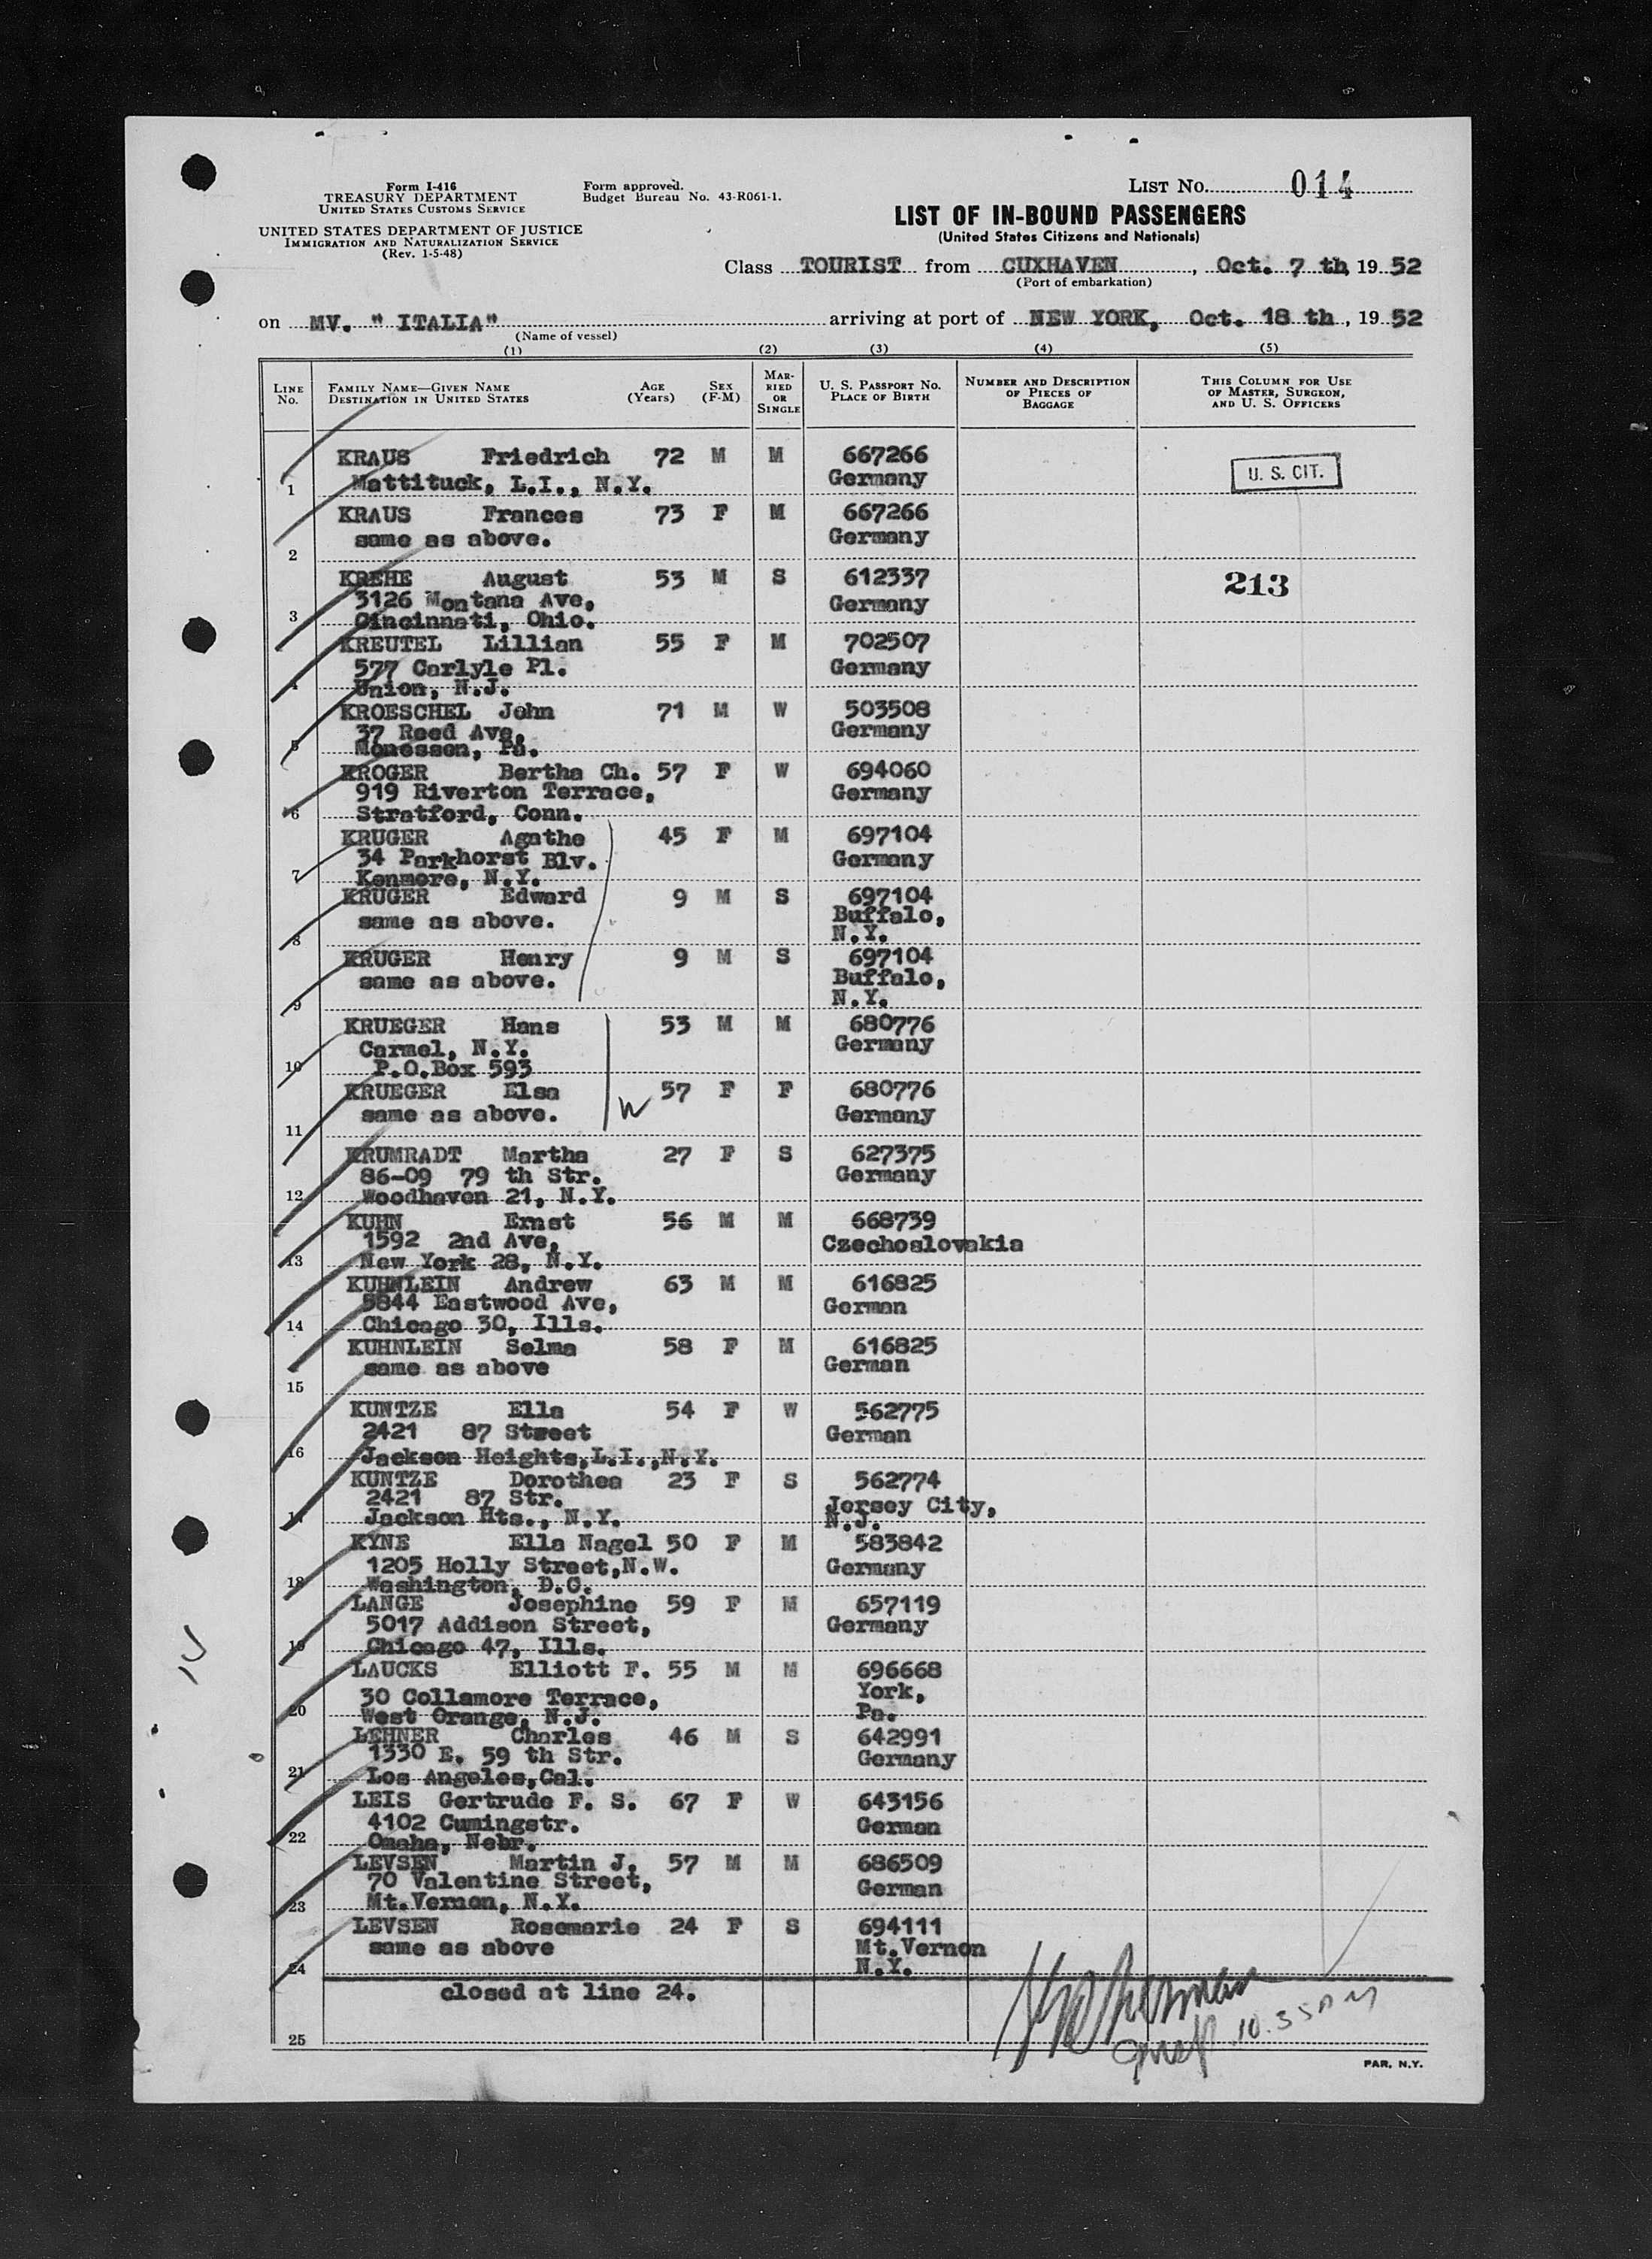 Form I-416
TREASURY DEPARTMENT
UNITED STATES CUSTOMS SERVICE
UNITED STATES DEPARTMENT OF JUSTICE
IMMIGRATION AND NATURALIZATION SERVICE
(Rev. 1-5-48)
Form approved.
Budget Bureau No. 43-R061-1.
LIST No. 014
LIST OF IN-BOUND PASSENGERS
(United States Citizens and Nationals)
Class TOURIST from CUXHAVEN, Oct. 7 th, 19 52
(Port of embarkation)
on MV. " ITALIA" arriving at port of NEW YORK, Oct. 18 th, 19 52
(Name of vessel)
(1) (2) (3) (4) (5)
LINE No.
FAMILY NAME—GIVEN NAME
DESTINATION IN UNITED STATES
AGE (Years)
SEX (F-M)
MARRIED OR SINGLE
U. S. PASSPORT No.
PLACE OF BIRTH
NUMBER AND DESCRIPTION OF PIECES OF BAGGAGE
THIS COLUMN FOR USE OF MASTER, SURGEON, AND U. S. OFFICERS
KRAUS Friedrich 72 M M 667266
1 Mattituck, L.I., N.Y. Germany
U. S. CIT.
KRAUS Frances 73 F M 667266
same as above. Germany
2
KREHE August 53 M S 612337
213
3126 Montana Ave, Germany
3 Cincinnati, Ohio.
KREUTEL Lillian 55 F M 702507
577 Carlyle Pl. Germany
4 Union, N.J.
KROESCHEL John 71 M W 503508
37 Reed Ave, Germany
5 Monessen, Pa.
KROGER Bertha Ch. 57 F W 694060
919 Riverton Terrace, Germany
6 Stratford, Conn.
KRUGER Agathe 45 F M 697104
34 Parkhorst Blv. Germany
7 Kenmore, N.Y.
KRUGER Edward 9 M S 697104
same as above. Buffalo,
8 N.Y.
KRUGER Henry 9 M S 697104
same as above. Buffalo,
9 N.Y.
KRUEGER Hans 53 M M 680776
Carmel, N.Y. Germany
10 P.O.Box 593
KRUEGER Elsa 57 F F 680776
same as above. Germany
11
KRUMRADT Martha 27 F S 627375
86-09 79 th Str. Germany
12 Woodhaven 21, N.Y.
KUHN Ernst 56 M M 668739
1592 2nd Ave, Czechoslovakia
13 New York 28, N.Y.
KUHNLEIN Andrew 63 M M 616825
5844 Eastwood Ave, German
14 Chicago 30, Ills.
KUHNLEIN Selma 58 F M 616825
same as above German
15
KUNTZE Ella 54 F W 562775
2421 87 Street German
16 Jackson Heights,L.I.,N.Y.
KUNTZE Dorothea 23 F S 562774
2421 87 Str. Jersey City,
17 Jackson Hts., N.Y. N.J.
KYNE Ella Nagel 50 F M 583842
1205 Holly Street,N.W. Germany
18 Washington, D.C.
LANGE Josephine 59 F M 657119
5017 Addison Street, Germany
19 Chicago 47, Ills.
LAUCKS Elliott F. 55 M M 696668
30 Collamore Terrace, York,
20 West Orange, N.J. Pa.
LEHNER Charles 46 M S 642991
1330 E. 59 th Str. Germany
21 Los Angeles,Cal.
LEIS Gertrude F. S. 67 F W 643156
4102 Cumingstr. German
22 Omaha, Nebr.
LEVSEN Martin J. 57 M M 686509
70 Valentine Street, German
23 Mt.Vernon, N.Y.
LEVSEN Rosemarie 24 F S 694111
same as above Mt.Vernon
24 N.Y.
closed at line 24.
10.35 PM
25
PAR, N.Y.